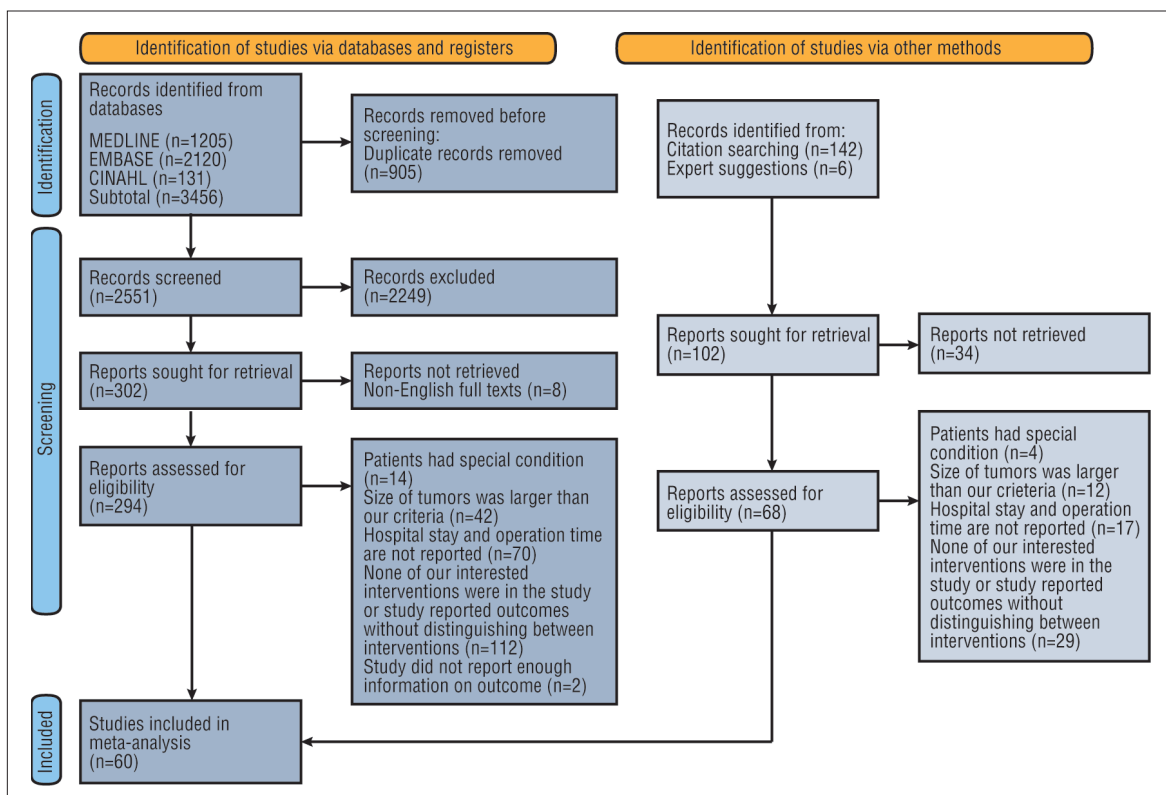 Identification of studies via databases and registers
Identification of studies via other methods
Identification
Records identified from
databases
MEDLINE (n=1205)
EMBASE (n=2120)
CINAHL (n=131)
Subtotal (n=3456)
Records removed before
screening:
Duplicate records removed
(n=905)
Records identified from:
Citation searching (n=142)
Expert suggestions (n=6)
Screening
Records screened
(n=2551)
Records excluded
(n=2249)
Reports sought for retrieval
(n=302)
Reports not retrieved
Non-English full texts (n=8)
Reports sought for retrieval
(n=102)
Reports not retrieved
(n=34)
Reports assessed for
eligibility
(n=294)
Patients had special condition
(n=14)
Size of tumors was larger than
our criteria (n=42)
Hospital stay and operation time
are not reported (n=70)
None of our interested
interventions were in the study
or study reported outcomes
without distinguishing between
interventions (n=112)
Study did not report enough
information on outcome (n=2)
Reports assessed for
eligibility (n=68)
Patients had special
condition (n=4)
Size of tumors was larger
than our crieteria (n=12)
Hospital stay and operation
time are not reported (n=17)
None of our interested
interventions were in the
study or study reported
outcomes without
distinguishing between
interventions (n=29)
Included
Studies included in
meta-analysis
(n=60)